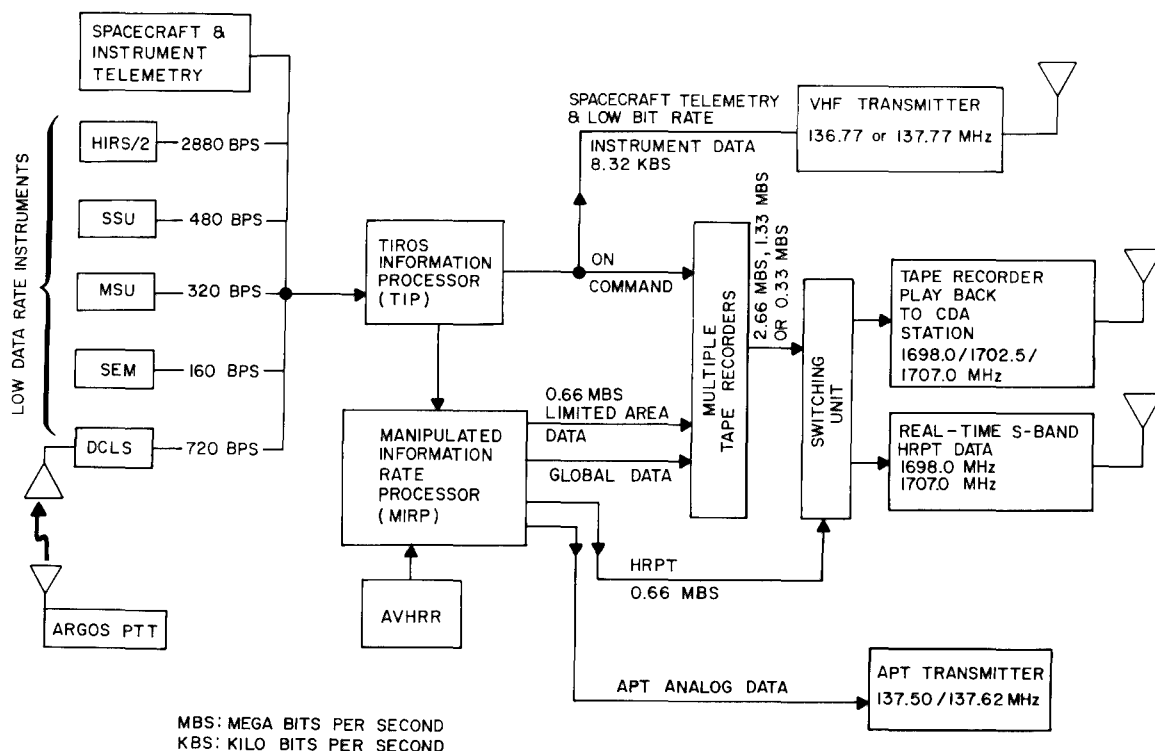 SPACECRAFT &
INSTRUMENT
TELEMETRY
LOW DATA RATE INSTRUMENTS
HIRS/2
2880 BPS
SSU
480 BPS
MSU
320 BPS
SEM
160 BPS
DCLS
720 BPS
ARGOS PTT
TIROS
INFORMATION
PROCESSOR
(TIP)
MANIPULATED
INFORMATION
RATE
PROCESSOR
(MIRP)
AVHRR
SPACECRAFT TELEMETRY
& LOW BIT RATE
INSTRUMENT DATA
8.32 KBS
ON
COMMAND
0.66 MBS
LIMITED AREA
DATA
GLOBAL DATA
HRPT
0.66 MBS
APT ANALOG DATA
MULTIPLE
TAPE RECORDERS
2.66 MBS, 1.33 MBS
OR 0.33 MBS
SWITCHING
UNIT
VHF TRANSMITTER
136.77 or 137.77 MHz
TAPE RECORDER
PLAY BACK
TO CDA
STATION
1698.0/1702.5/
1707.0 MHz
REAL-TIME S-BAND
HRPT DATA
1698.0 MHz
1707.0 MHz
APT TRANSMITTER
137.50/137.62 MHz
MBS: MEGA BITS PER SECOND
KBS: KILO BITS PER SECOND